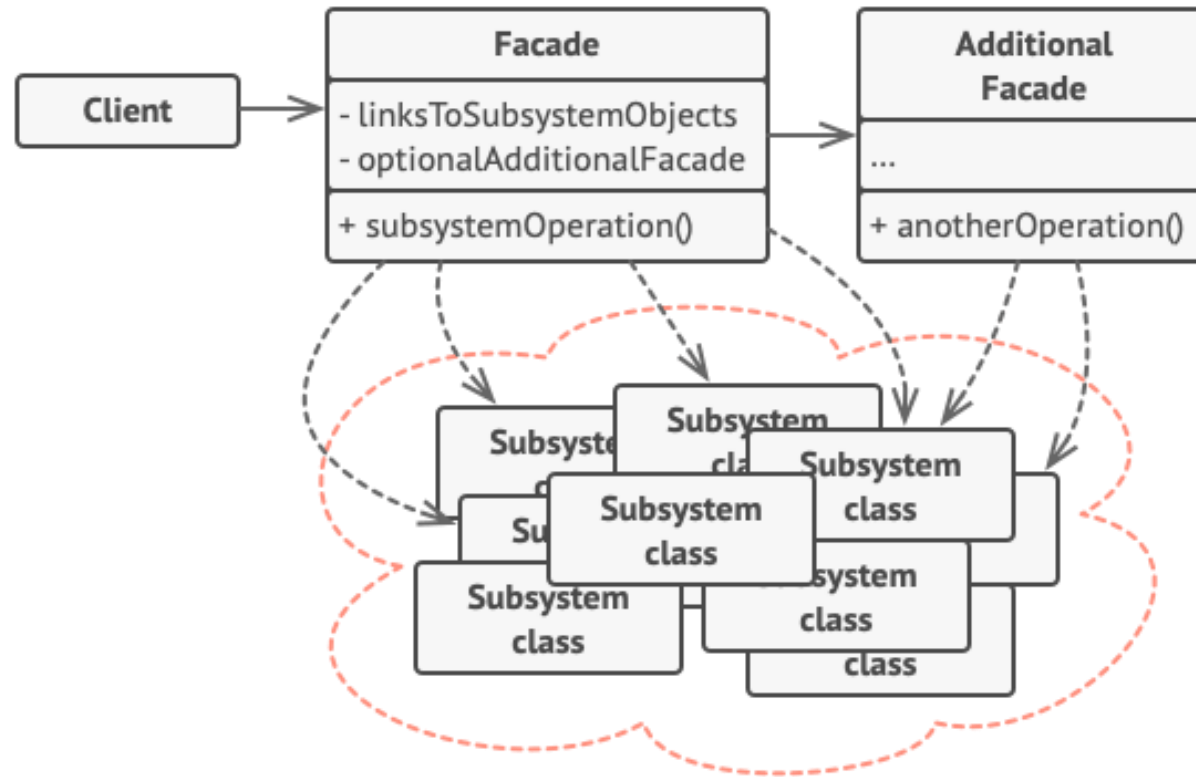 Client
Facade
- linksToSubsystemObjects
- optionalAdditionalFacade
+ subsystemOperation()
Additional
Facade
...
+ anotherOperation()
Subsystem
class
Subsystem
class
Subsystem
class
Subsystem
class
class